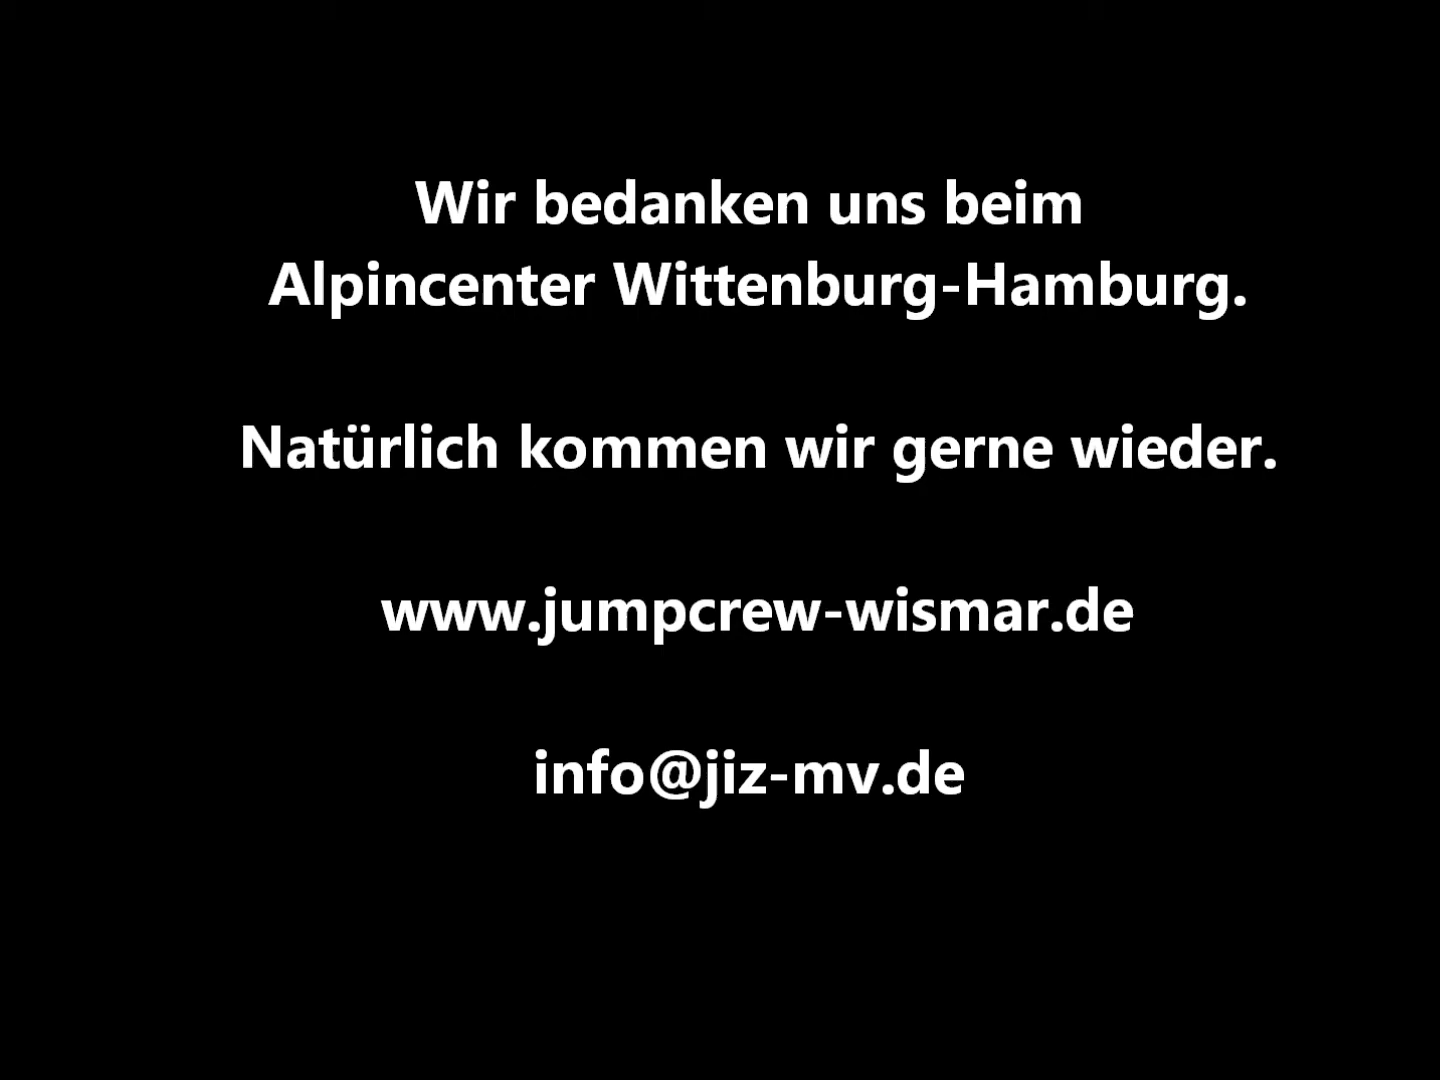 Wir bedanken uns beim
Alpincenter Wittenburg-Hamburg.
Natürlich kommen wir gerne wieder.
www.jumpcrew-wismar.de
info@jiz-mv.de